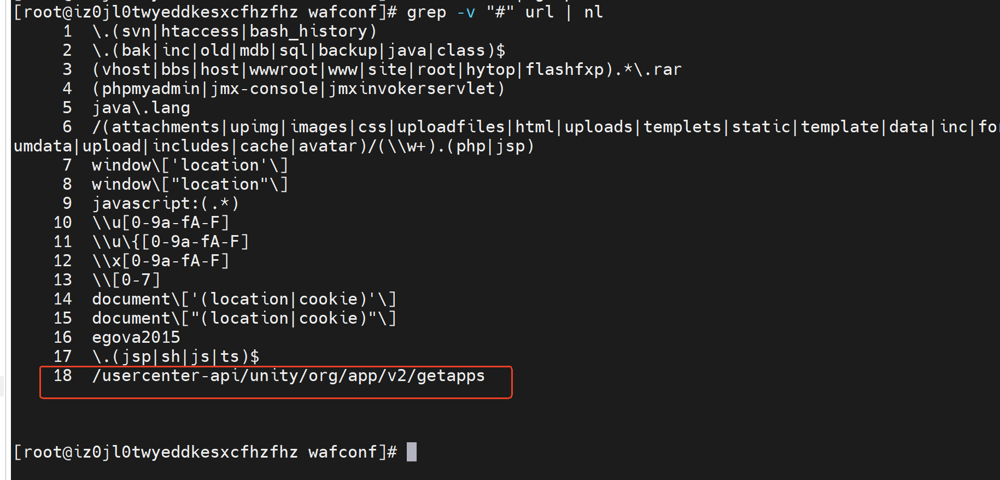 [root@iz0jl0twyeddkesxcfhzfhz wafconf]# grep -v "#" url | nl
1 \.(svn|htaccess|bash_history)
2 \.(bak|inc|old|mdb|sql|backup|java|class)$
3 (vhost|bbs|host|wwwroot|www|site|root|hytop|flashfxp).*\.rar
4 (phpmyadmin|jmx-console|jmxinvokerservlet)
5 java\.lang
6 /(attachments|upimg|images|css|uploadfiles|html|uploads|templets|static|template|data|inc|for
umdata|upload|includes|cache|avatar)/(\\w+).(php|jsp)
7 window\['location'\]
8 window\["location"\]
9 javascript:(.*)
10 \\u[0-9a-fA-F]
11 \\u\{[0-9a-fA-F]
12 \\x[0-9a-fA-F]
13 \\[0-7]
14 document\['(location|cookie)'\]
15 document\["(location|cookie)"\]
16 egova2015
17 \.(jsp|sh|js|ts)$
18 /usercenter-api/unity/org/app/v2/getapps
[root@iz0jl0twyeddkesxcfhzfhz wafconf]#